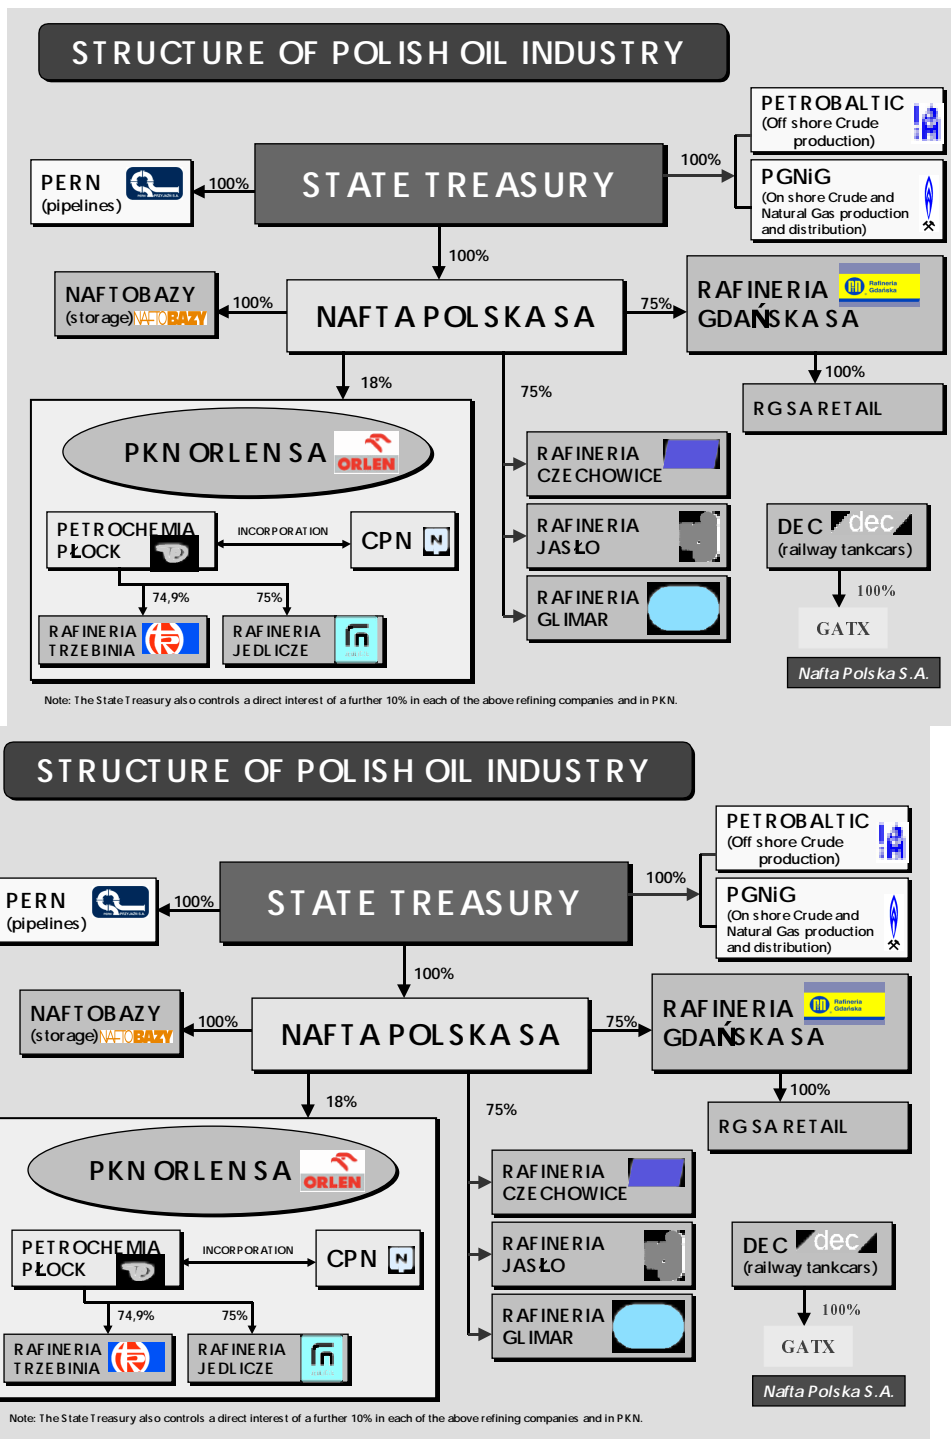 STRUCTURE OF POLISH OIL INDUSTRY
PETROBALTIC
(Off shore Crude
production)
STATE TREASURY
100%
PERN
(pipelines)
100%
PGNiG
(On shore Crude and
Natural Gas production
and distribution)
100%
NAFTOBAZY
(storage) NAFTOBAZY
100%
NAFTA POLSKA SA
75%
RAFINERIA
GDAŃSKA SA
Rafineria
Gdańska
18%
75%
100%
RGSA RETAIL
PKN ORLEN SA
ORLEN
RAFINERIA
CZECHOWICE
PETROCHEMIA
PŁOCK
INCORPORATION
CPN
N
RAFINERIA
JASŁO
DEC dec
(railway tankcars)
74,9%
75%
100%
RAFINERIA
TRZEBINIA
RAFINERIA
JEDLICZE
RAFINERIA
GLIMAR
GATX
Nafta Polska S.A.
Note: The State Treasury also controls a direct interest of a further 10% in each of the above refining companies and in PKN.
STRUCTURE OF POLISH OIL INDUSTRY
PETROBALTIC
(Off shore Crude
production)
STATE TREASURY
100%
PERN
(pipelines)
100%
PGNiG
(On shore Crude and
Natural Gas production
and distribution)
100%
NAFTOBAZY
(storage) NAFTOBAZY
100%
NAFTA POLSKA SA
75%
RAFINERIA
GDAŃSKA SA
Rafineria
Gdańska
18%
75%
100%
RGSA RETAIL
PKN ORLEN SA
ORLEN
RAFINERIA
CZECHOWICE
PETROCHEMIA
PŁOCK
INCORPORATION
CPN
N
RAFINERIA
JASŁO
DEC dec
(railway tankcars)
74,9%
75%
100%
RAFINERIA
TRZEBINIA
RAFINERIA
JEDLICZE
RAFINERIA
GLIMAR
GATX
Nafta Polska S.A.
Note: The State Treasury also controls a direct interest of a further 10% in each of the above refining companies and in PKN.